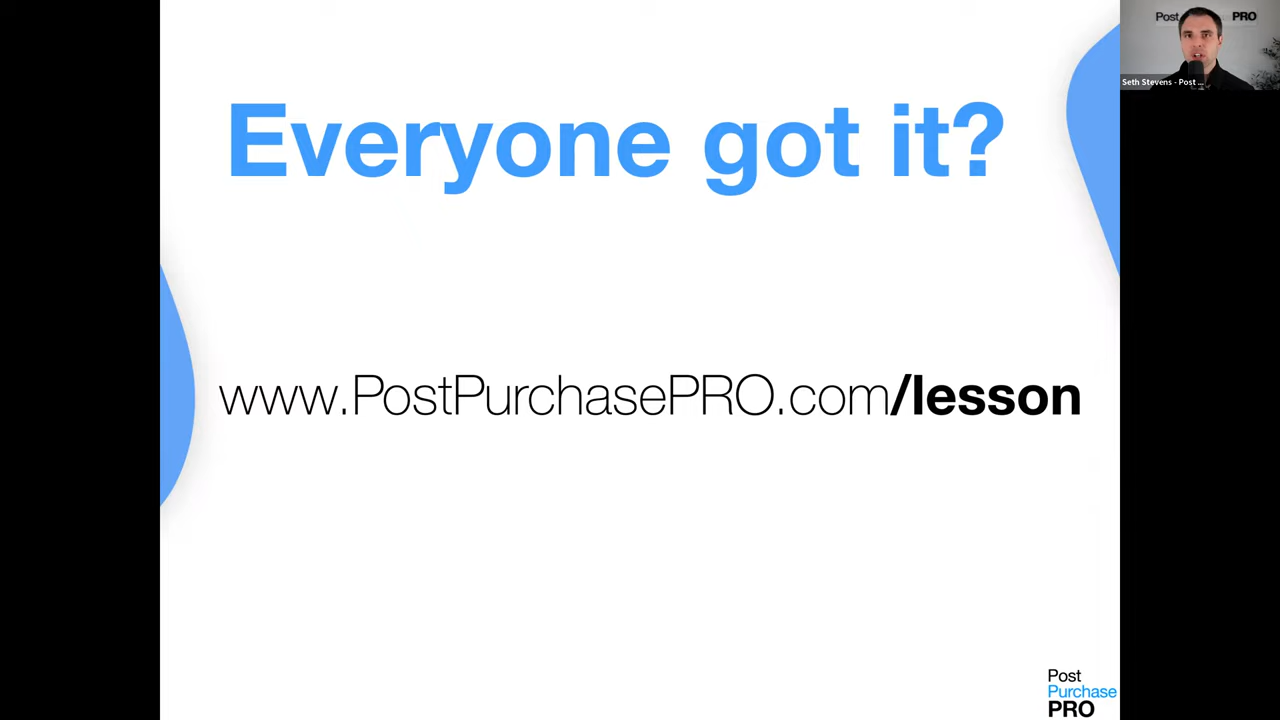 Everyone got it?
www.PostPurchasePRO.com/lesson
Post PRO
Seth Stevens - Post ...
Post
Purchase
PRO